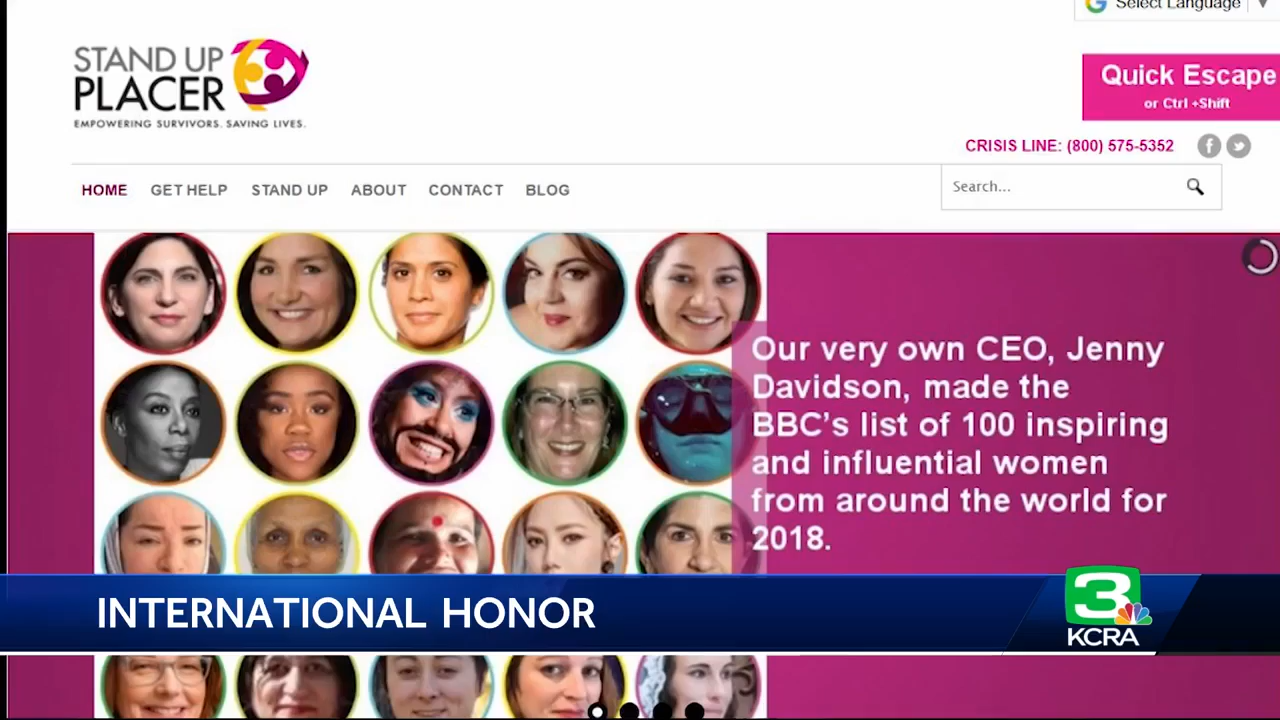 Select Language
STAND UP
PLACER
EMPOWERING SURVIVORS. SAVING LIVES.
Quick Escape
or Ctrl +Shift
CRISIS LINE: (800) 575-5352
HOME GET HELP STAND UP ABOUT CONTACT BLOG
Search...
Our very own CEO, Jenny
Davidson, made the
BBC's list of 100 inspiring
and influential women
from around the world for
2018.
INTERNATIONAL HONOR
3
KCRA